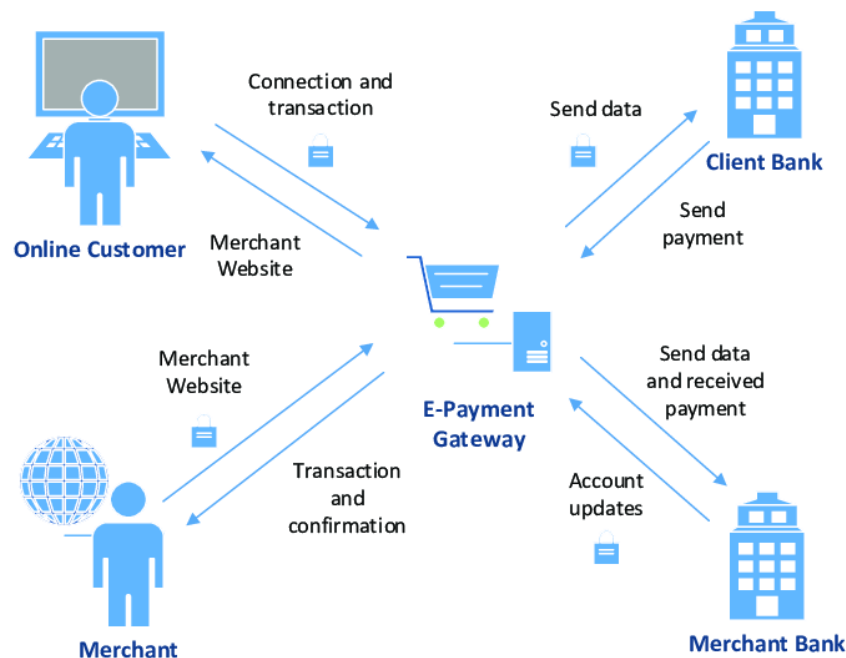 Connection and
transaction
Send data
Client Bank
Online Customer
Merchant
Website
Send
payment
Merchant
Website
E-Payment
Gateway
Send data
and received
payment
Transaction
and
confirmation
Account
updates
Merchant
Merchant Bank